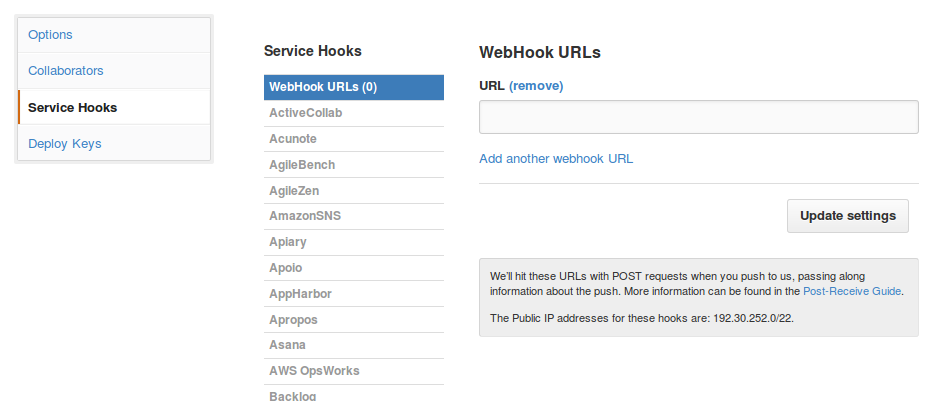 Options
Collaborators
Service Hooks
Deploy Keys
Service Hooks
WebHook URLs (0)
ActiveCollab
Acunote
AgileBench
AgileZen
AmazonSNS
Apiary
Apoio
AppHarbor
Apropos
Asana
AWS OpsWorks
Backlog
WebHook URLs
URL (remove)
Add another webhook URL
Update settings
We'll hit these URLs with POST requests when you push to us, passing along
information about the push. More information can be found in the Post-Receive Guide.
The Public IP addresses for these hooks are: 192.30.252.0/22.